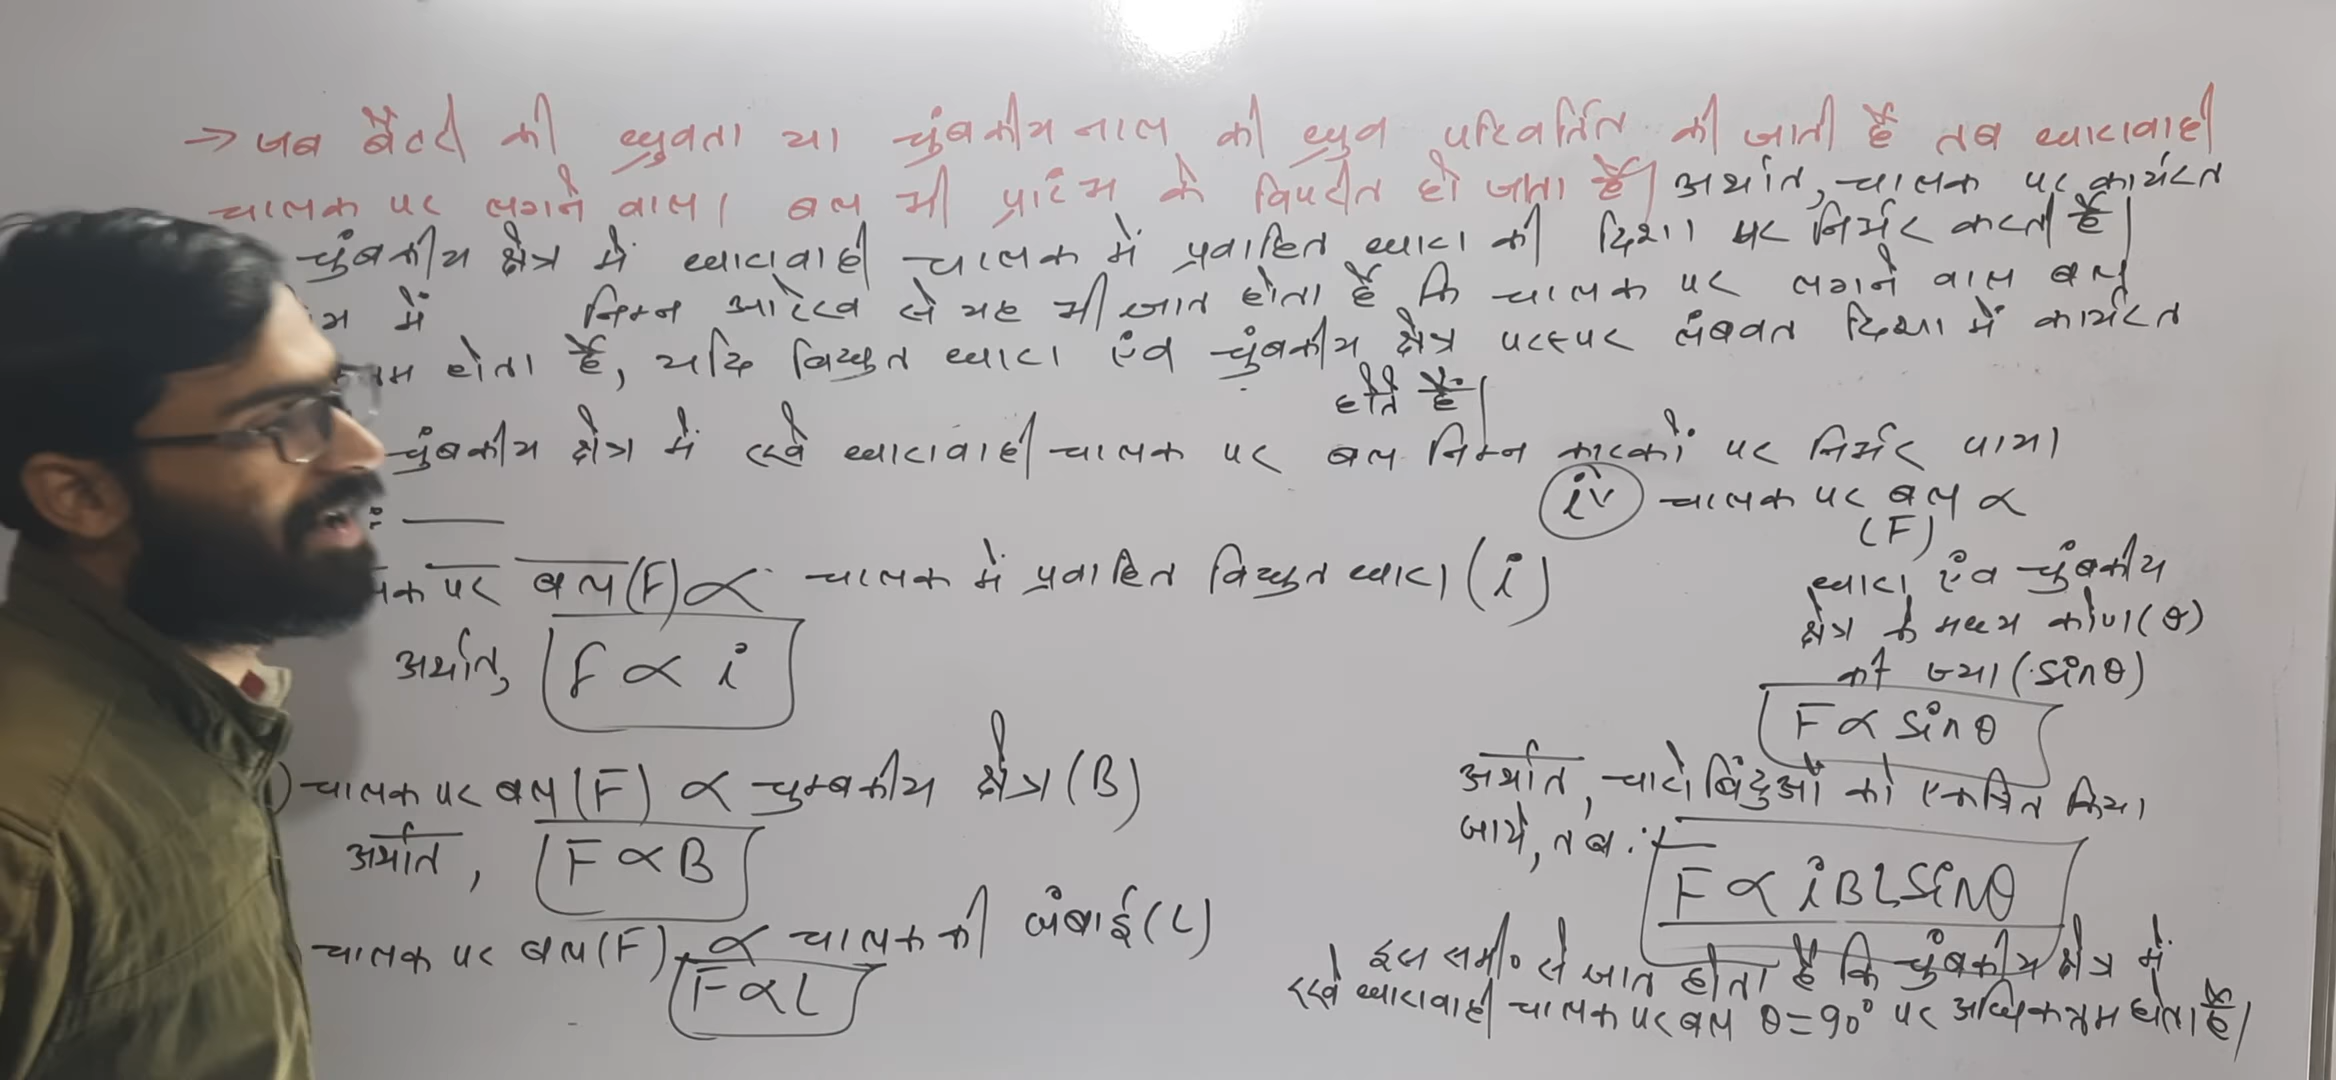 → जब बैटरी की ध्रुवता या चुंबकीय नाल की ध्रुव परिवर्तित की जाती है तब धारावाही
चालक पर लगने वाला बल भी प्रारंभ के विपरीत हो जाता है। अर्थात, चालक पर कार्यरत
चुंबकीय क्षेत्र में धारावाही चालक में प्रवाहित धारा की दिशा पर निर्भर करती है।
में निम्न आरेख से यह भी ज्ञात होता है कि चालक पर लगने वाला बल
होता है, यदि विद्युत धारा एंव चुंबकीय क्षेत्र परस्पर लंबवत दिशा में कार्यरत
होते हैं।
चुंबकीय क्षेत्र में रखे धारावाही चालक पर बल निम्न कारकों पर निर्भर पाया
:—
पर बल (F) ∝ चालक में प्रवाहित विद्युत धारा (i)
अर्थात, F ∝ i
) चालक पर बल (F) ∝ चुम्बकीय क्षेत्र (B)
अर्थात, F ∝ B
चालक पर बल (F) ∝ चालक की लंबाई (L)
F ∝ L
iv चालक पर बल ∝
(F)
धारा एंव चुंबकीय
क्षेत्र के मध्य कोण (θ)
की ज्या (sinθ)
F ∝ sinθ
अर्थात, चारो बिंदुओं को एकत्रित किया
जाये, तब :-
F ∝ iBLsinθ
इस समी० से ज्ञात होता है कि चुंबकीय क्षेत्र में
रखे धारावाही चालक पर बल θ=90° पर अधिकतम होता है।